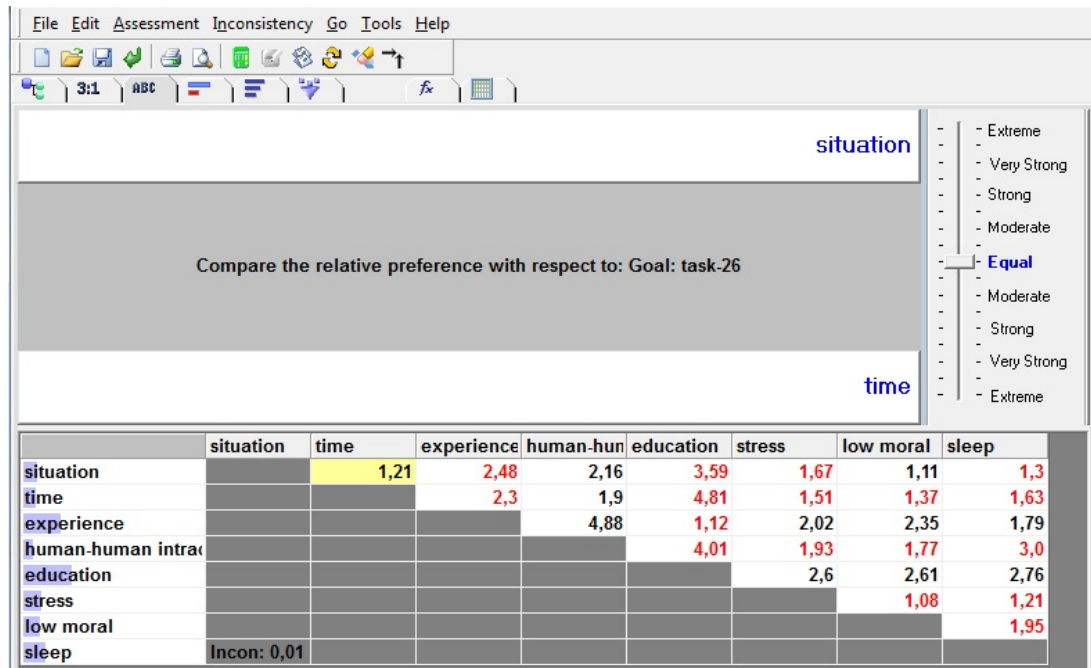 File Edit Assessment Inconsistency Go Tools Help
3:1 ABC fx
situation
Extreme
Very Strong
Strong
Moderate
Compare the relative preference with respect to: Goal: task-26
Equal
Moderate
Strong
Very Strong
time
Extreme
situation time experience human-hun education stress low moral sleep
situation 1,21 2,48 2,16 3,59 1,67 1,11 1,3
time 2,3 1,9 4,81 1,51 1,37 1,63
experience 4,88 1,12 2,02 2,35 1,79
human-human intrac 4,01 1,93 1,77 3,0
education 2,6 2,61 2,76
stress 1,08 1,21
low moral 1,95
sleep Incon: 0,01